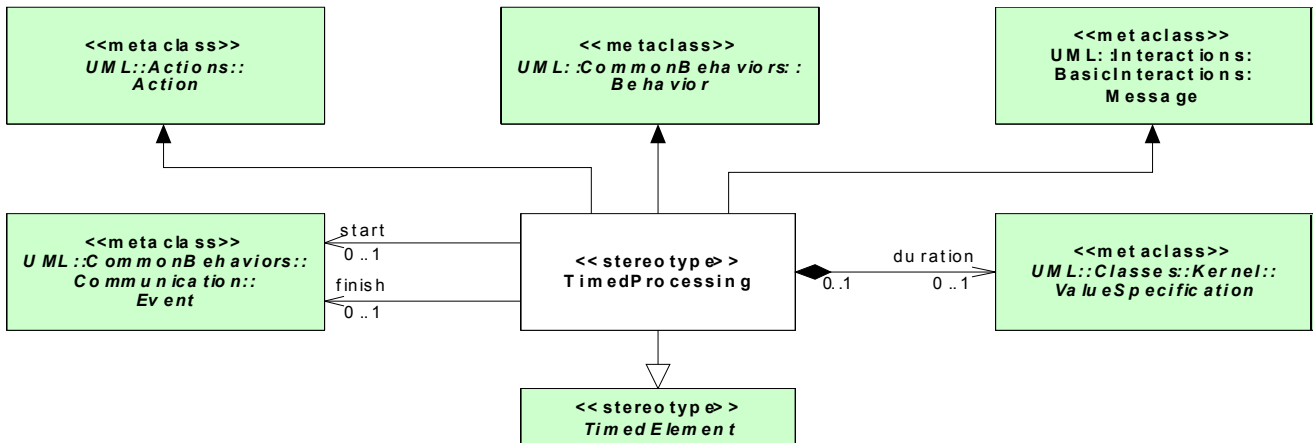 <<metaclass>>
UML::Actions::
Action
<<metaclass>>
UML::CommonBehaviors::
Behavior
<<metaclass>>
UML::Interactions:
BasicInteractions:
Message
<<metaclass>>
UML::CommonBehaviors::
Communication::
Event
start
0..1
finish
0..1
<<stereotype>>
TimedProcessing
duration
0..1
0..1
<<metaclass>>
UML::Classes::Kernel::
ValueSpecification
<<stereotype>>
TimedElement